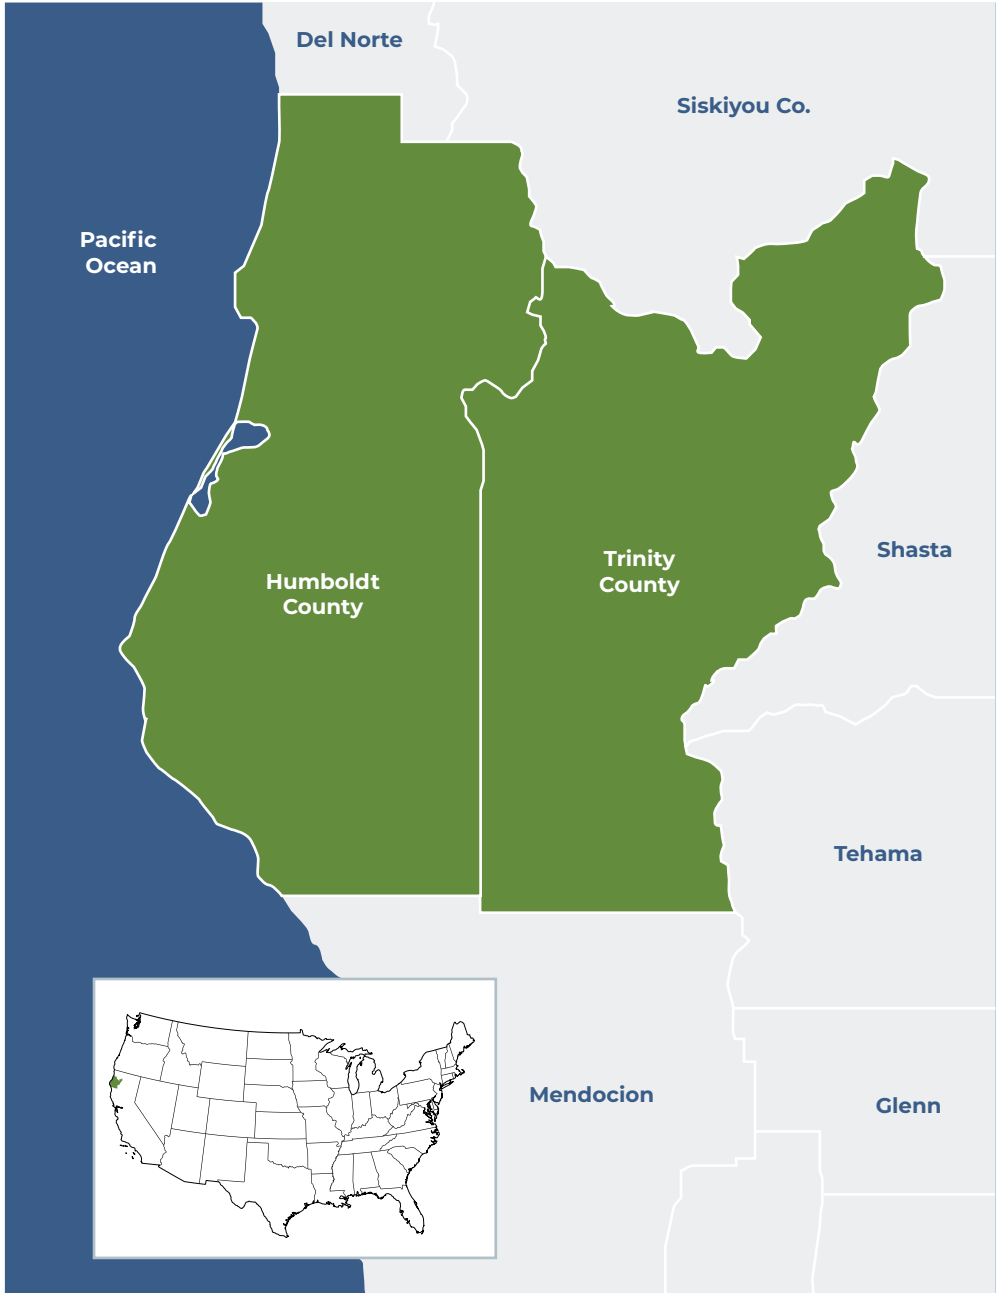 Del Norte
Siskiyou Co.
Pacific
Ocean
Shasta
Trinity
County
Humboldt
County
Tehama
Mendocion
Glenn